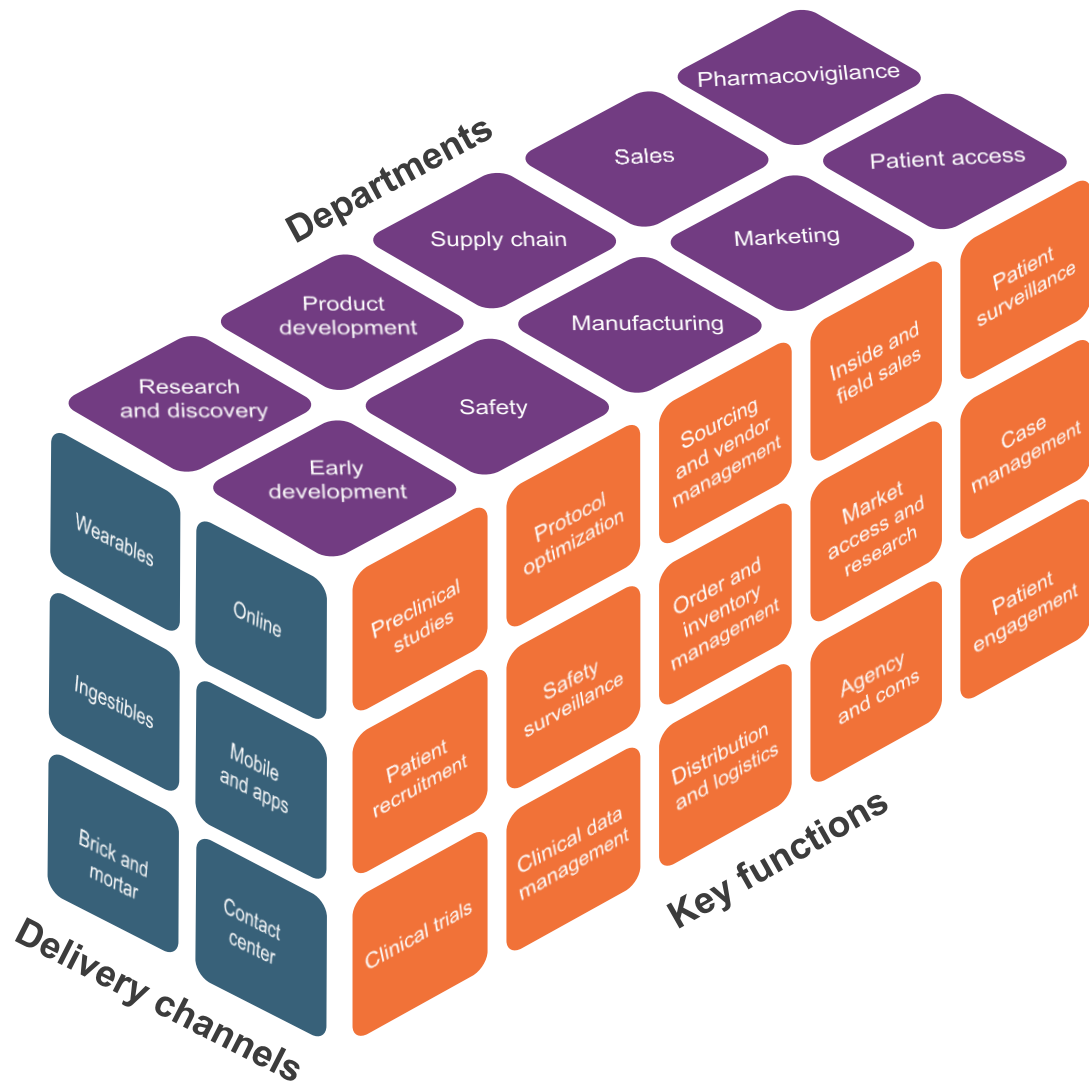 Departments
Pharmacovigilance
Sales
Patient access
Supply chain
Marketing
Product
development
Manufacturing
Research
and discovery
Safety
Early
development
Delivery channels
Wearables
Online
Ingestibles
Mobile
and apps
Brick and
mortar
Contact
center
Key functions
Preclinical
studies
Protocol
optimization
Sourcing
and vendor
management
Inside and
field sales
Patient
surveillance
Patient
recruitment
Safety
surveillance
Order and
inventory
management
Market
access and
research
Case
management
Clinical trials
Clinical data
management
Distribution
and logistics
Agency
and coms
Patient
engagement